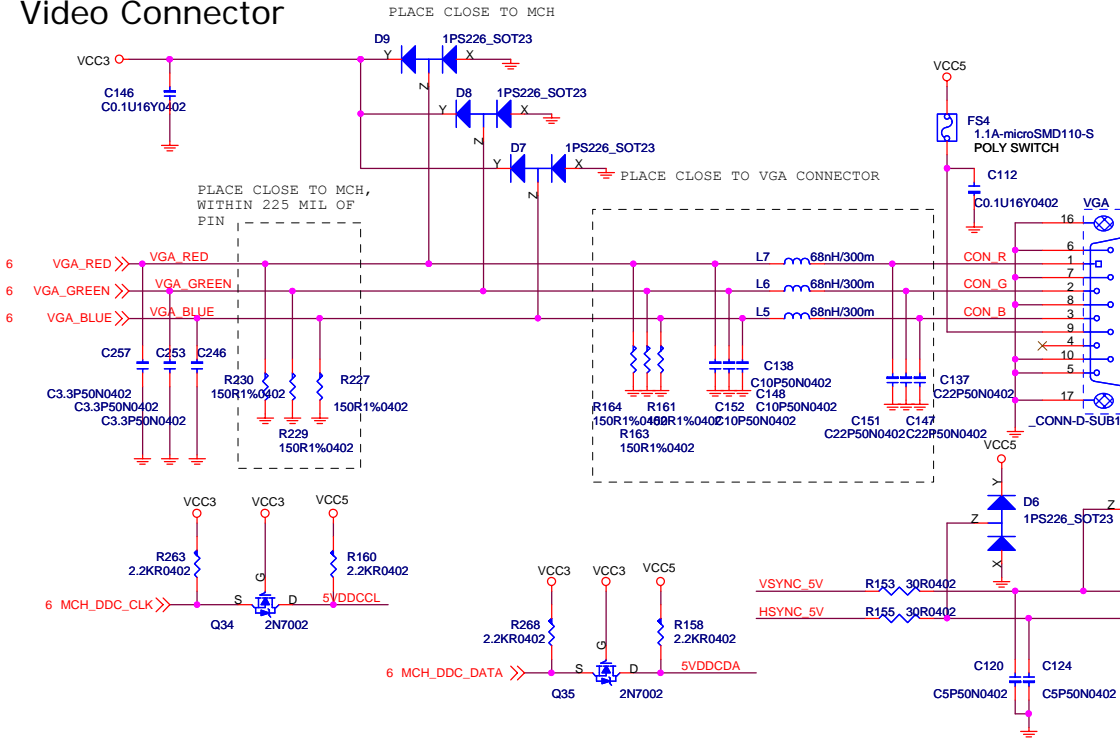 Video Connector
PLACE CLOSE TO MCH
D9
1PS226_SOT23
VCC3
Y
X
Z
C146
C0.1U16Y0402
D8
1PS226_SOT23
Y
X
Z
D7
1PS226_SOT23
Y
X
Z
VCC5
FS4
1.1A-microSMD110-S
POLY SWITCH
C112
C0.1U16Y0402
PLACE CLOSE TO MCH,
WITHIN 225 MIL OF
PIN
PLACE CLOSE TO VGA CONNECTOR
VGA
16
6
1
7
2
8
3
9
4
10
5
17
_CONN-D-SUB1
6 VGA_RED VGA_RED
L7 68nH/300m CON_R
6 VGA_GREEN VGA_GREEN
L6 68nH/300m CON_G
6 VGA_BLUE VGA_BLUE
L5 68nH/300m CON_B
C257 C253 C246
C3.3P50N0402
C3.3P50N0402
C3.3P50N0402
R230
150R1%0402
R227
150R1%0402
R229
150R1%0402
R164
150R1%0402
R161
150R1%0402
R163
150R1%0402
C138
C10P50N0402
C148
C10P50N0402
C152
C10P50N0402
C137
C22P50N0402
C151
C22P50N0402
C147
C22P50N0402
VCC3 VCC3 VCC5
R263
2.2KR0402
R160
2.2KR0402
G
6 MCH_DDC_CLK S D 5VDDCCL
Q34 2N7002
VCC3 VCC3 VCC5
R268
2.2KR0402
R158
2.2KR0402
G
6 MCH_DDC_DATA S D 5VDDCDA
Q35 2N7002
VCC5
Y
D6
1PS226_SOT23
Z
X
Z
VSYNC_5V R153 30R0402
HSYNC_5V R155 30R0402
C120
C5P50N0402
C124
C5P50N0402